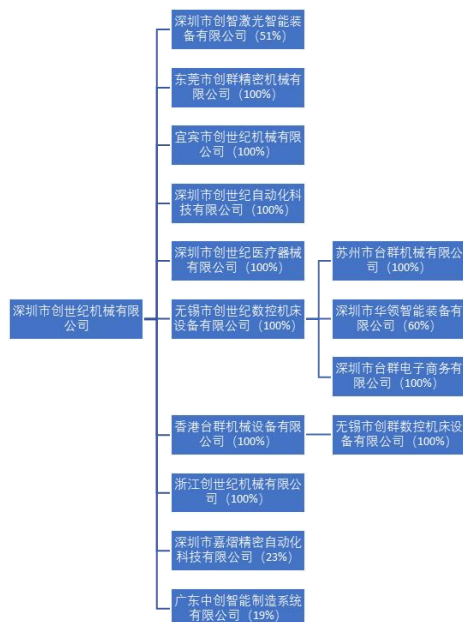 深圳市创智激光智能装
备有限公司（51%）
东莞市创群精密机械有
限公司（100%）
宜宾市创世纪机械有限
公司（100%）
深圳市创世纪自动化科
技有限公司（100%）
深圳市创世纪医疗器械
有限公司（100%）
苏州市台群机械有限公
司（100%）
深圳市创世纪机械有限
公司
无锡市创世纪数控机床
设备有限公司（100%）
深圳市华领智能装备有
限公司（60%）
深圳市台群电子商务有
限公司（100%）
香港台群机械设备有限
公司（100%）
无锡市创群数控机床设
备有限公司（100%）
浙江创世纪机械有限公
司（100%）
深圳市嘉熠精密自动化
科技有限公司（23%）
广东中创智能制造系统
有限公司（19%）